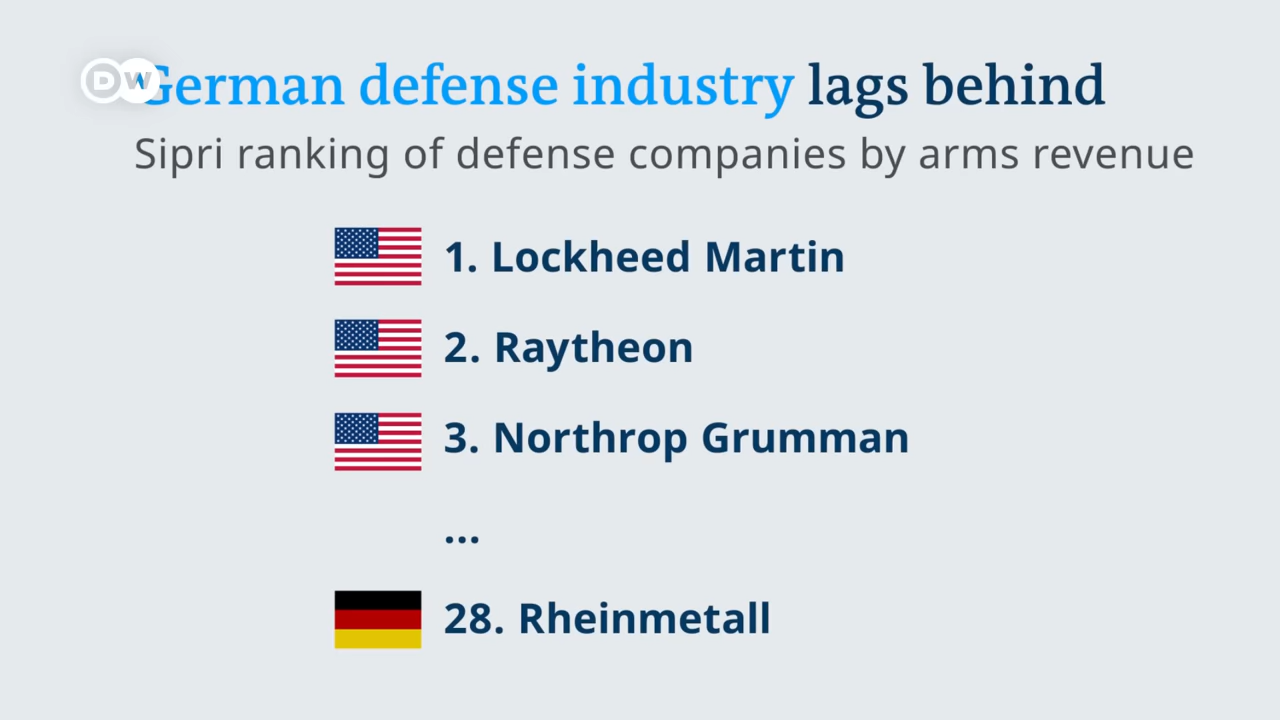 DW
German defense industry lags behind
Sipri ranking of defense companies by arms revenue
1. Lockheed Martin
2. Raytheon
3. Northrop Grumman
...
28. Rheinmetall